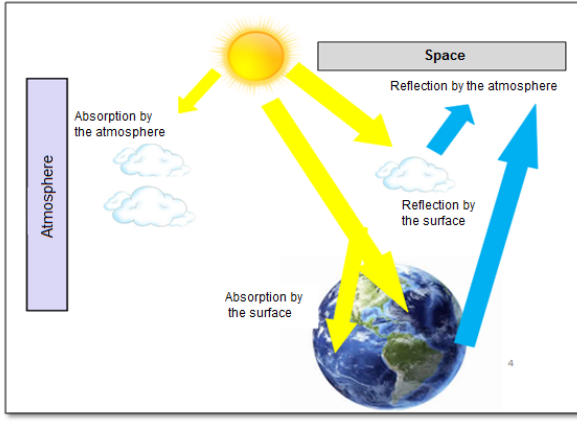 Space
Reflection by the atmosphere
Absorption by
the atmosphere
Atmosphere
Reflection by
the surface
Absorption by
the surface
4